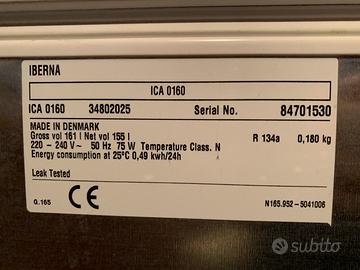 IBERNA
ICA 0160
ICA 0160 34802025 Serial No. 84701530
MADE IN DENMARK
Gross vol 161 l Net vol 155 l R 134a 0,180 kg
220 - 240 V~ 50 Hz 75 W Temperature Class. N
Energy consumption at 25°C 0,49 kwh/24h
Leak Tested
CE
G.165 N165.952-5041006
subito